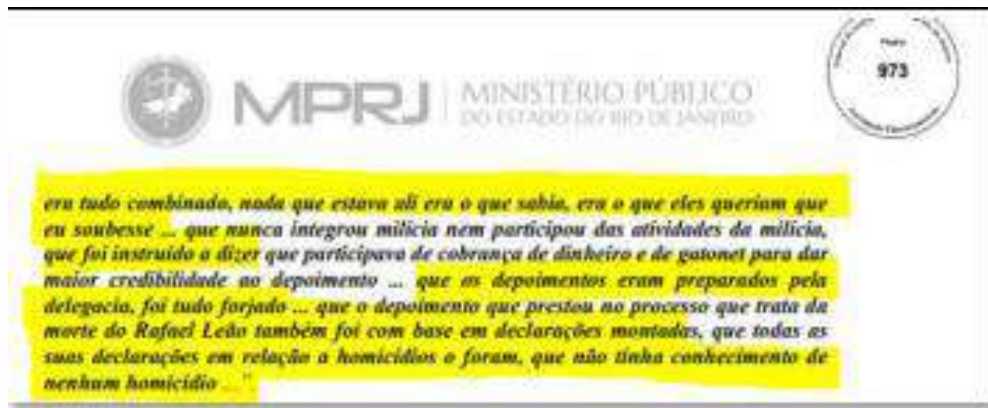 MPRJ
MINISTÉRIO PÚBLICO
DO ESTADO DO RIO DE JANEIRO
973
era tudo combinado, nada que estava ali era o que sabia, era o que eles queriam que
eu soubesse ... que nunca integrou milícia nem participou das atividades da milícia,
que foi instruído a dizer que participava de cobrança de dinheiro e de gatonet para dar
maior credibilidade ao depoimento ... que os depoimentos eram preparados pela
delegacia, foi tudo forjado ... que o depoimento que prestou no processo que trata da
morte do Rafael Leão também foi com base em declarações montadas, que todas as
suas declarações em relação a homicídios o foram, que não tinha conhecimento de
nenhum homicídio ..."